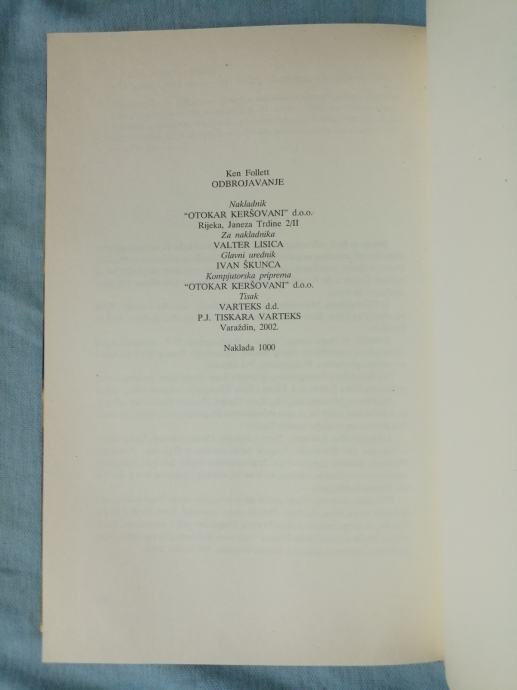 Ken Follett
ODBROJAVANJE
Nakladnik
"OTOKAR KERŠOVANI" d.o.o.
Rijeka, Janeza Trdine 2/II
Za nakladnika
VALTER LISICA
Glavni urednik
IVAN ŠKUNCA
Kompjutorska priprema
"OTOKAR KERŠOVANI" d.o.o.
Tisak
VARTEKS d.d.
P.J. TISKARA VARTEKS
Varaždin, 2002.
Naklada 1000